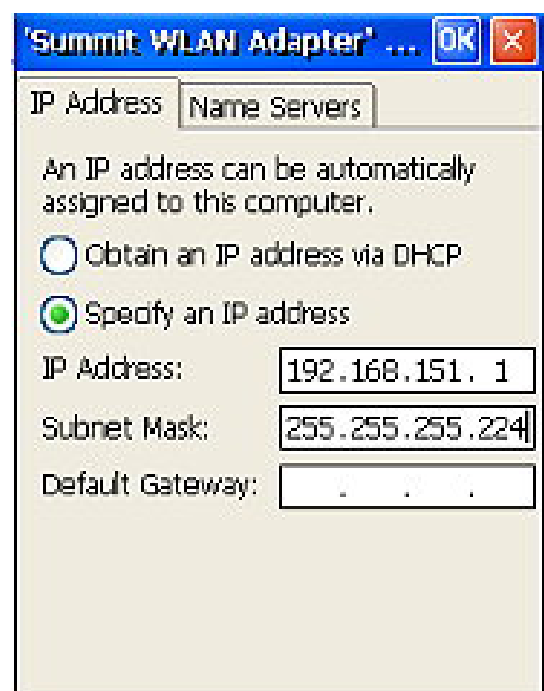 'Summit WLAN Adapter' ... OK
IP Address Name Servers
An IP address can be automatically
assigned to this computer.
Obtain an IP address via DHCP
Specify an IP address
IP Address: 192.168.151. 1
Subnet Mask: 255.255.255.224
Default Gateway: . . .